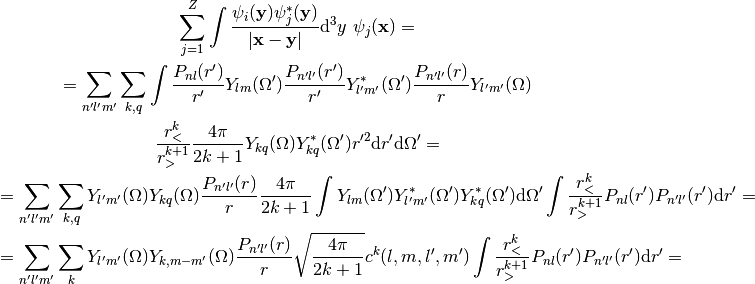 \sum_{j=1}^{Z} \int \frac{\psi_i(\mathbf{y})\psi_j^*(\mathbf{y})}{|\mathbf{x}-\mathbf{y}|} \mathrm{d}^3 y \ \psi_j(\mathbf{x}) =
= \sum_{n'l'm'} \sum_{k,q} \int \frac{P_{nl}(r')}{r'} Y_{lm}(\Omega') \frac{P_{n'l'}(r')}{r'} Y_{l'm'}^*(\Omega') \frac{P_{n'l'}(r)}{r} Y_{l'm'}(\Omega)
\frac{r_<^k}{r_>^{k+1}} \frac{4\pi}{2k+1} Y_{kq}(\Omega) Y_{kq}^*(\Omega') r'^2 \mathrm{d}r' \mathrm{d}\Omega' =
= \sum_{n'l'm'} \sum_{k,q} Y_{l'm'}(\Omega) Y_{kq}(\Omega) \frac{P_{n'l'}(r)}{r} \frac{4\pi}{2k+1} \int Y_{lm}(\Omega') Y_{l'm'}^*(\Omega') Y_{kq}^*(\Omega') \mathrm{d}\Omega' \int \frac{r_<^k}{r_>^{k+1}} P_{nl}(r') P_{n'l'}(r') \mathrm{d}r' =
= \sum_{n'l'm'} \sum_{k} Y_{l'm'}(\Omega) Y_{k,m-m'}(\Omega) \frac{P_{n'l'}(r)}{r} \sqrt{\frac{4\pi}{2k+1}} c^k(l,m,l',m') \int \frac{r_<^k}{r_>^{k+1}} P_{nl}(r') P_{n'l'}(r') \mathrm{d}r' =